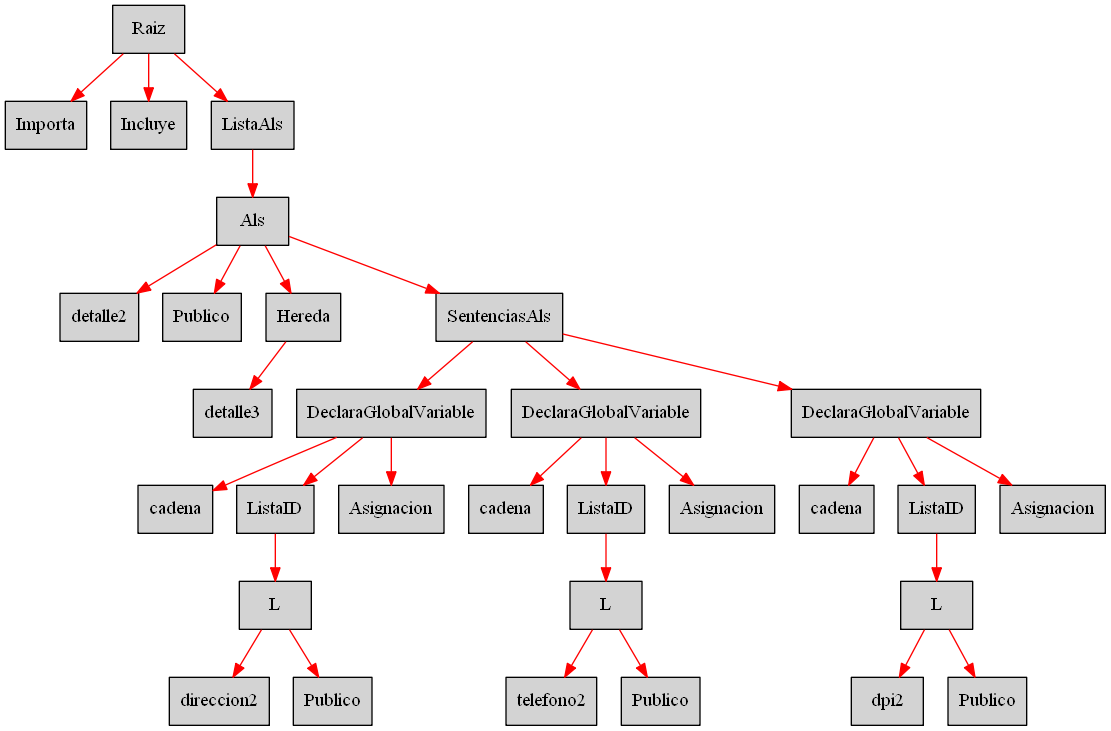 Raiz
Importa
Incluye
ListaAls
Als
detalle2
Publico
Hereda
SentenciasAls
detalle3
DeclaraGlobalVariable
DeclaraGlobalVariable
DeclaraGlobalVariable
cadena
ListaID
Asignacion
cadena
ListaID
Asignacion
cadena
ListaID
Asignacion
L
L
L
direccion2
Publico
telefono2
Publico
dpi2
Publico